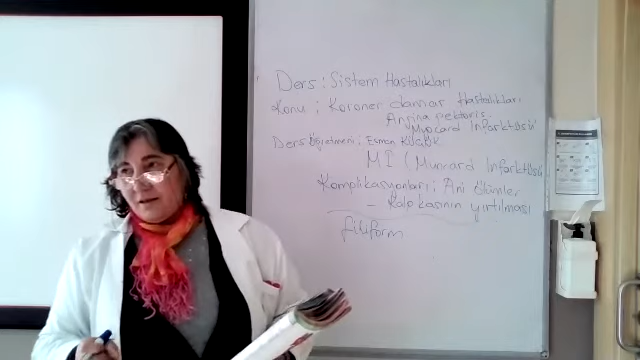 Ders : Sistem Hastalıkları
Konu ; Koroner damar Hastalıkları
Angina pektoris
Myocard İnfarktüsü
Ders Öğretmeni ; Esmen KÜÇÜK
Mİ ( Muycard İnfarktüsü
Komplikasyonları ; Ani Ölümler
- Kalp kasının yırtılması
filiform